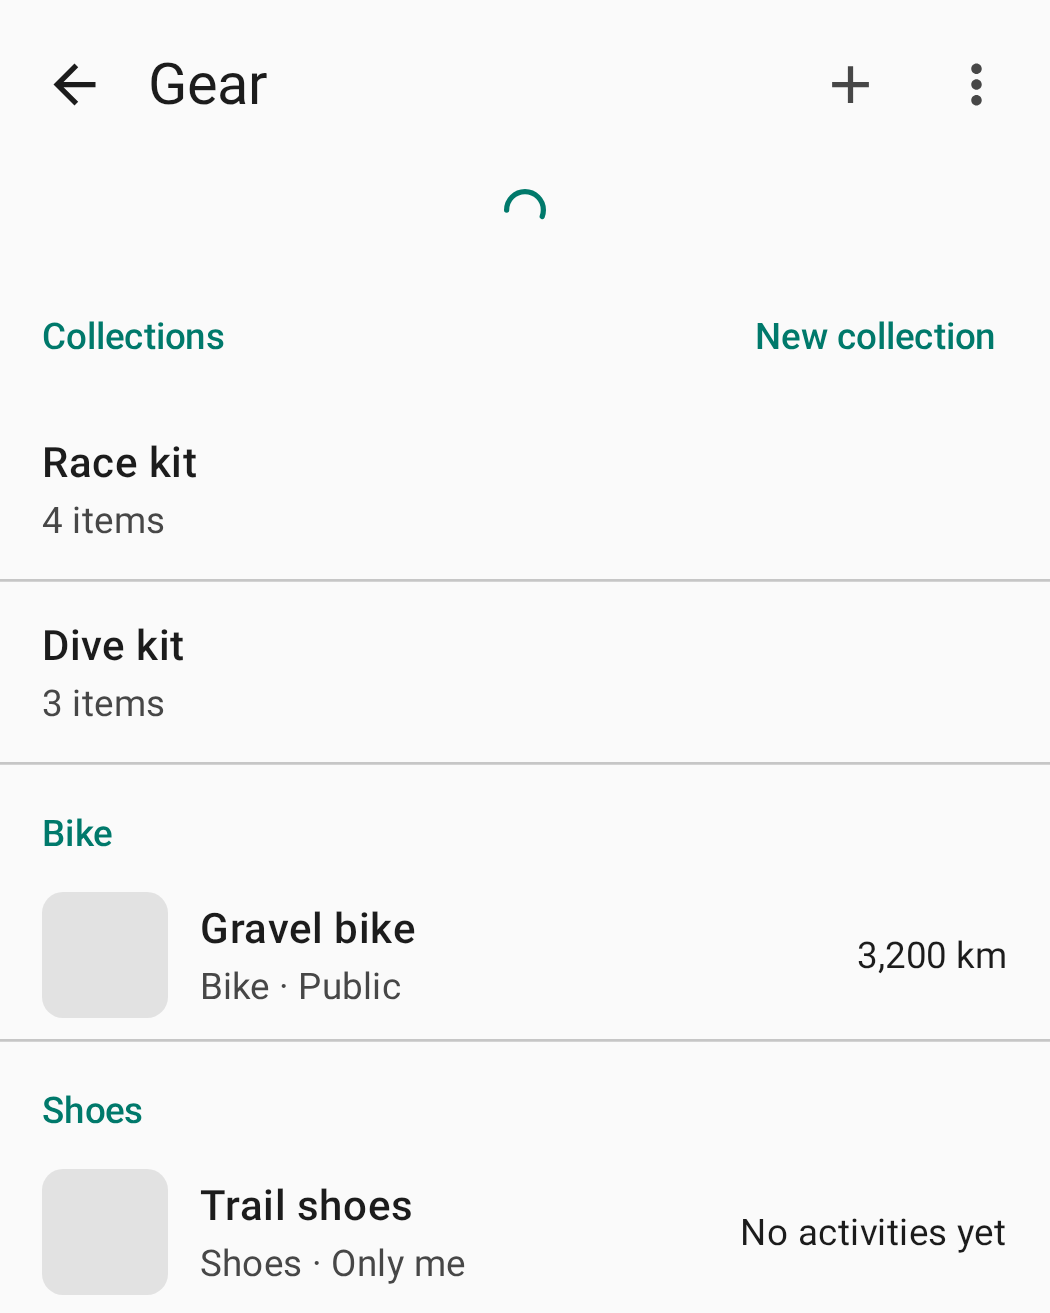 Gear
Collections
New collection
Race kit
4 items
Dive kit
3 items
Bike
Gravel bike
Bike · Public
3,200 km
Shoes
Trail shoes
Shoes · Only me
No activities yet